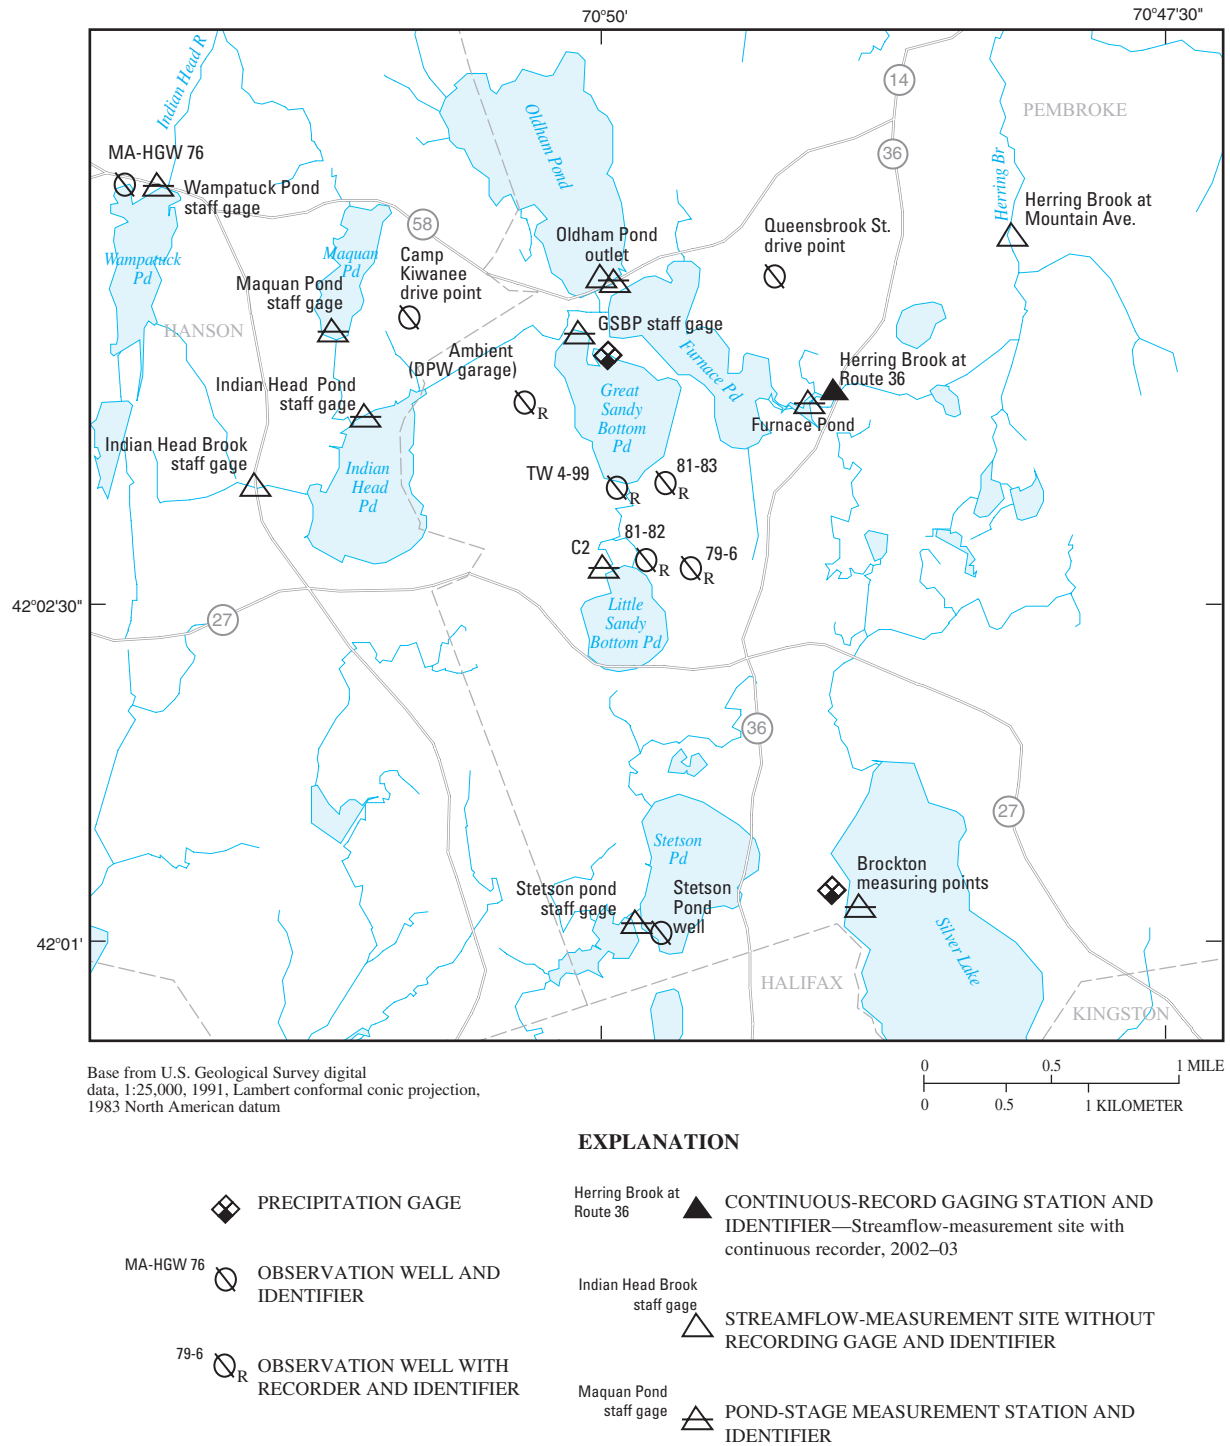 70°50'
70°47'30"
Indian Head R
14
PEMBROKE
36
MA-HGW 76
Wampatuck Pond
staff gage
Oldham Pond
Herring Br
Herring Brook at
Mountain Ave.
58
Queensbrook St.
drive point
Oldham Pond
outlet
Wampatuck
Pd
Maquan
Pd
Camp
Kiwanee
drive point
Maquan Pond
staff gage
HANSON
GSBP staff gage
Ambient
(DPW garage)
R
Furnace Pd
Herring Brook at
Route 36
Furnace Pond
Great
Sandy
Bottom
Pd
Indian Head Pond
staff gage
Indian Head Brook
staff gage
Indian
Head
Pd
TW 4-99
R
81-83
R
81-82
R
C2
79-6
R
42°02'30"
27
Little
Sandy
Bottom Pd
36
27
Stetson
Pd
Brockton
measuring points
Stetson pond
staff gage
Stetson
Pond
well
42°01'
Silver Lake
HALIFAX
KINGSTON
Base from U.S. Geological Survey digital
data, 1:25,000, 1991, Lambert conformal conic projection,
1983 North American datum
0 0.5 1 MILE
0 0.5 1 KILOMETER
EXPLANATION
PRECIPITATION GAGE
MA-HGW 76
OBSERVATION WELL AND
IDENTIFIER
79-6
R
OBSERVATION WELL WITH
RECORDER AND IDENTIFIER
Herring Brook at
Route 36
CONTINUOUS-RECORD GAGING STATION AND
IDENTIFIER—Streamflow-measurement site with
continuous recorder, 2002–03
Indian Head Brook
staff gage
STREAMFLOW-MEASUREMENT SITE WITHOUT
RECORDING GAGE AND IDENTIFIER
Maquan Pond
staff gage
POND-STAGE MEASUREMENT STATION AND
IDENTIFIER